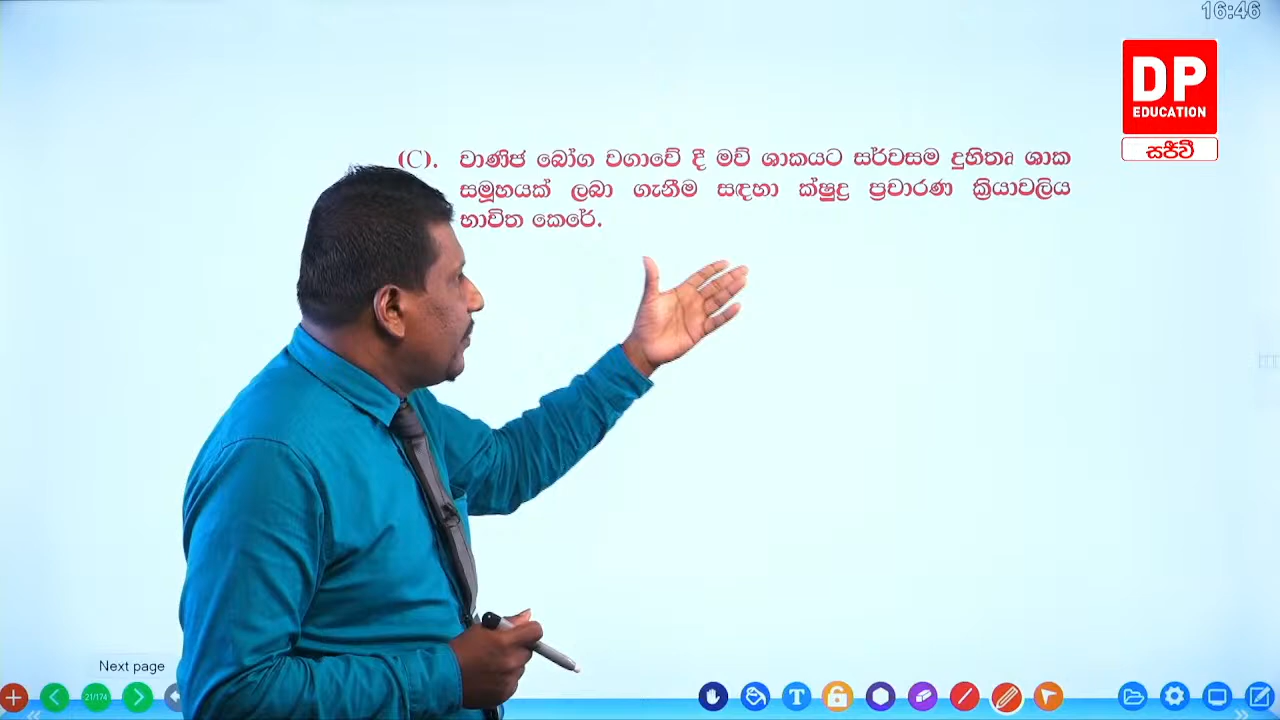 16:46
DP
EDUCATION
සජීවී
(C). වාණිජ බෝග වගාවේ දී මව් ශාකයට සර්වසම දුහිතෘ ශාක
සමූහයක් ලබා ගැනීම සඳහා ක්ෂුද්‍ර ප්‍රචාරණ ක්‍රියාවලිය
භාවිත කෙරේ.
Next page
21/174
T